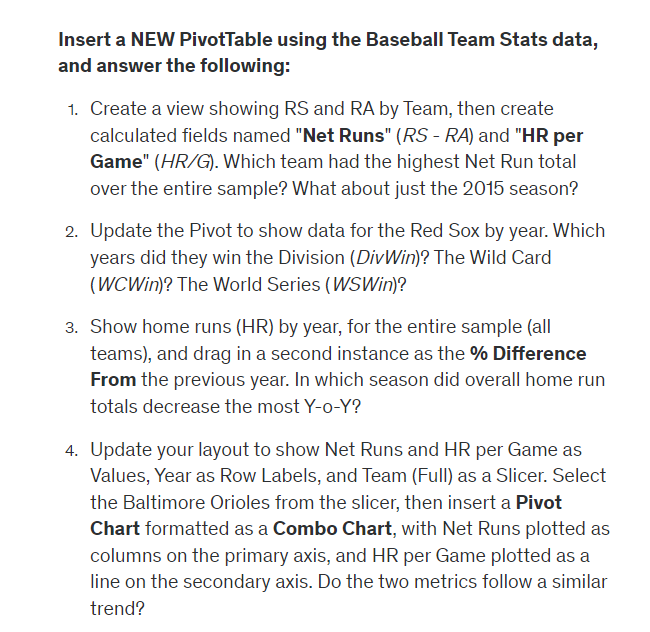 Insert a NEW PivotTable using the Baseball Team Stats data,
and answer the following:
1. Create a view showing RS and RA by Team, then create
calculated fields named "Net Runs" (RS - RA) and "HR per
Game" (HR/G). Which team had the highest Net Run total
over the entire sample? What about just the 2015 season?
2. Update the Pivot to show data for the Red Sox by year. Which
years did they win the Division (DivWin)? The Wild Card
(WCWin)? The World Series (WSWin)?
3. Show home runs (HR) by year, for the entire sample (all
teams), and drag in a second instance as the % Difference
From the previous year. In which season did overall home run
totals decrease the most Y-o-Y?
4. Update your layout to show Net Runs and HR per Game as
Values, Year as Row Labels, and Team (Full) as a Slicer. Select
the Baltimore Orioles from the slicer, then insert a Pivot
Chart formatted as a Combo Chart, with Net Runs plotted as
columns on the primary axis, and HR per Game plotted as a
line on the secondary axis. Do the two metrics follow a similar
trend?